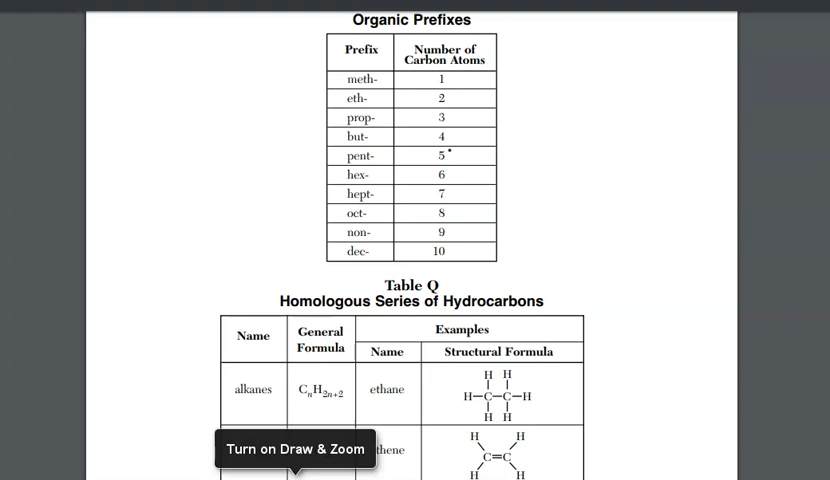 Organic Prefixes
Prefix Number of Carbon Atoms
meth- 1
eth- 2
prop- 3
but- 4
pent- 5
hex- 6
hept- 7
oct- 8
non- 9
dec- 10
Table Q
Homologous Series of Hydrocarbons
Name General Formula Examples
Name Structural Formula
alkanes CnH2n+2 ethane
H H
H-C-C-H
H H
Turn on Draw & Zoom
thene
H H
C=C
H H